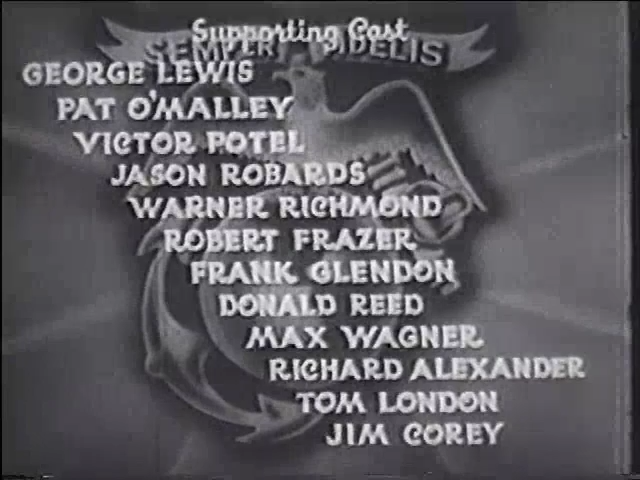 Supporting Cast
SEMPER FIDELIS
GEORGE LEWIS
PAT O'MALLEY
VICTOR POTEL
JASON ROBARDS
WARNER RICHMOND
ROBERT FRAZER
FRANK GLENDON
DONALD REED
MAX WAGNER
RICHARD ALEXANDER
TOM LONDON
JIM COREY